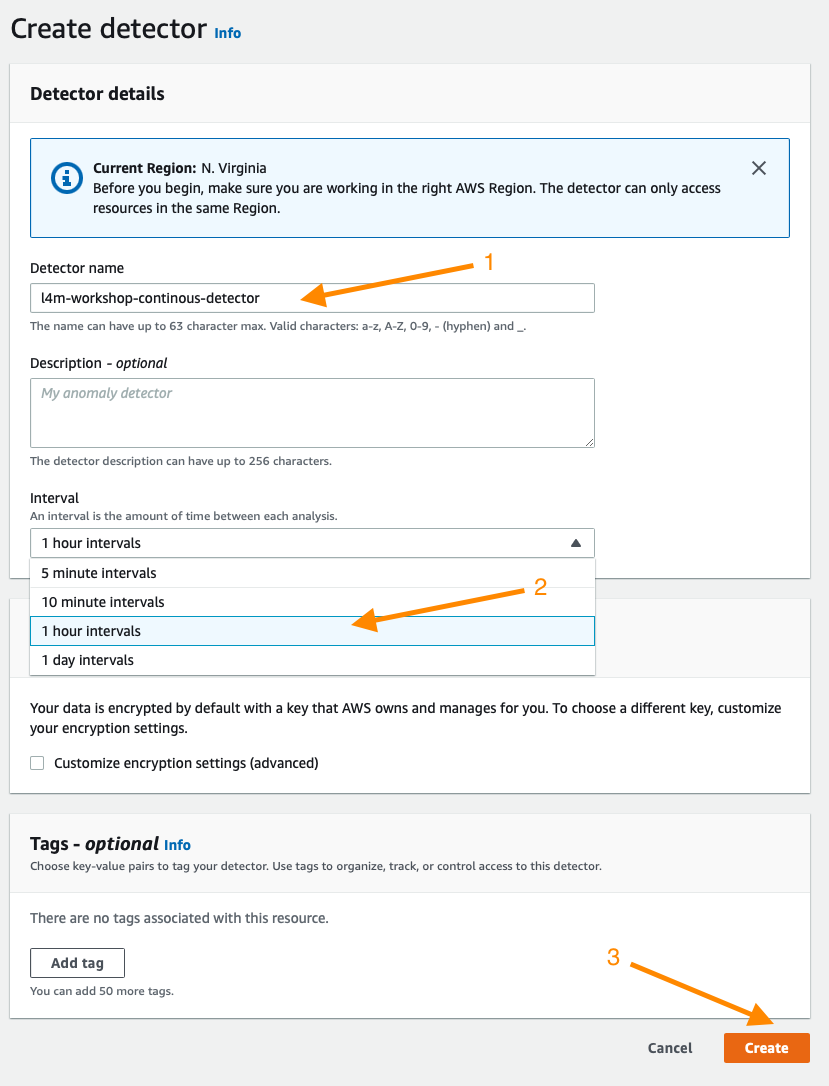 Create detector Info
Detector details
Current Region: N. Virginia
Before you begin, make sure you are working in the right AWS Region. The detector can only access
resources in the same Region.
Detector name
1
l4m-workshop-continous-detector
The name can have up to 63 character max. Valid characters: a-z, A-Z, 0-9, - (hyphen) and _.
Description - optional
My anomaly detector
The detector description can have up to 256 characters.
Interval
An interval is the amount of time between each analysis.
1 hour intervals
5 minute intervals
2
10 minute intervals
1 hour intervals
1 day intervals
Your data is encrypted by default with a key that AWS owns and manages for you. To choose a different key, customize
your encryption settings.
Customize encryption settings (advanced)
Tags - optional Info
Choose key-value pairs to tag your detector. Use tags to organize, track, or control access to this detector.
There are no tags associated with this resource.
Add tag
3
You can add 50 more tags.
Cancel
Create